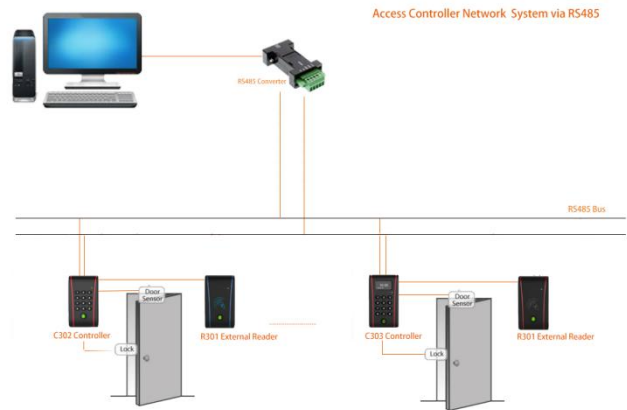 Access Controller Network System via RS485
RS485 Converter
RS485 Bus
Door
Sensor
C302 Controller
R301 External Reader
Lock
Door
Sensor
C303 Controller
R301 External Reader
Lock